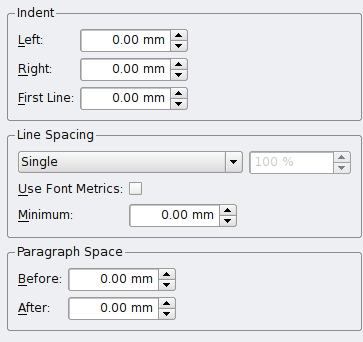 Indent
Left: 0.00 mm
Right: 0.00 mm
First Line: 0.00 mm
Line Spacing
Single 100 %
Use Font Metrics:
Minimum: 0.00 mm
Paragraph Space
Before: 0.00 mm
After: 0.00 mm